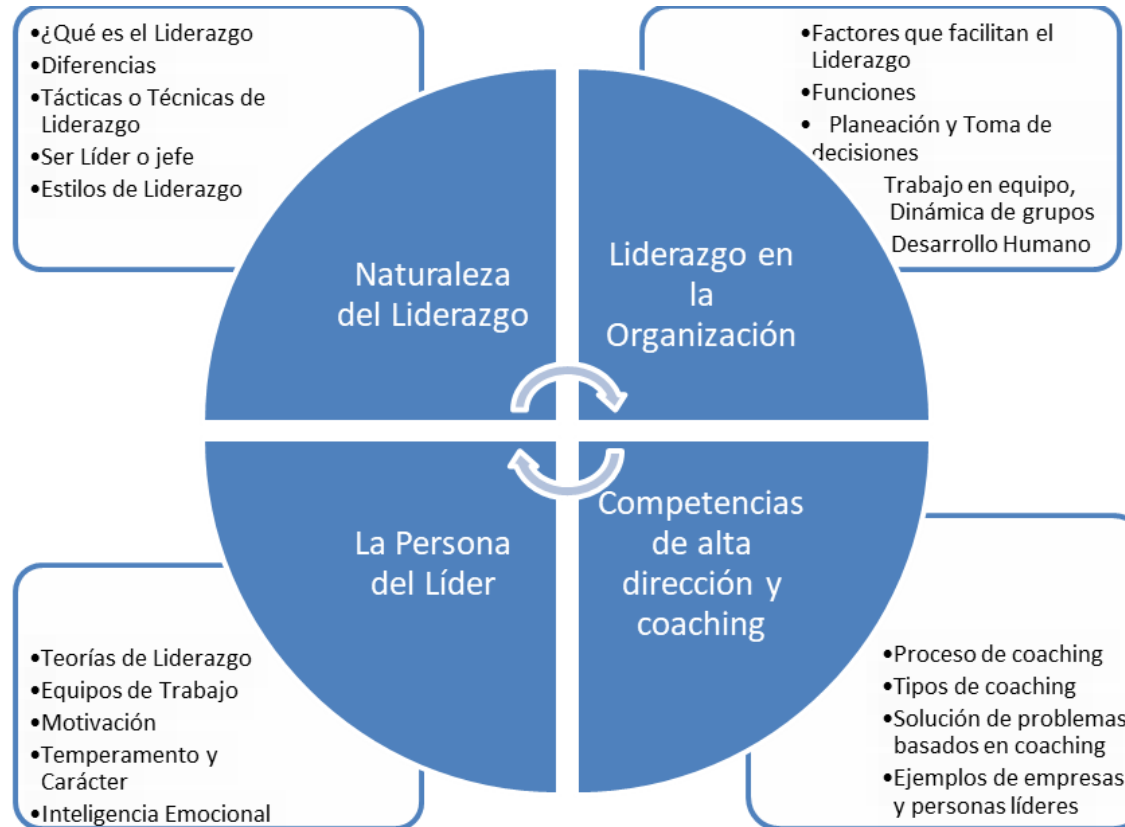 •¿Qué es el Liderazgo
•Diferencias
•Tácticas o Técnicas de
Liderazgo
•Ser Líder o jefe
•Estilos de Liderazgo
•Factores que facilitan el
Liderazgo
•Funciones
• Planeación y Toma de
decisiones
Trabajo en equipo,
Dinámica de grupos
Desarrollo Humano
Naturaleza
del Liderazgo
Liderazgo en
la
Organización
La Persona
del Líder
Competencias
de alta
dirección y
coaching
•Teorías de Liderazgo
•Equipos de Trabajo
•Motivación
•Temperamento y
Carácter
•Inteligencia Emocional
•Proceso de coaching
•Tipos de coaching
•Solución de problemas
basados en coaching
•Ejemplos de empresas
y personas líderes